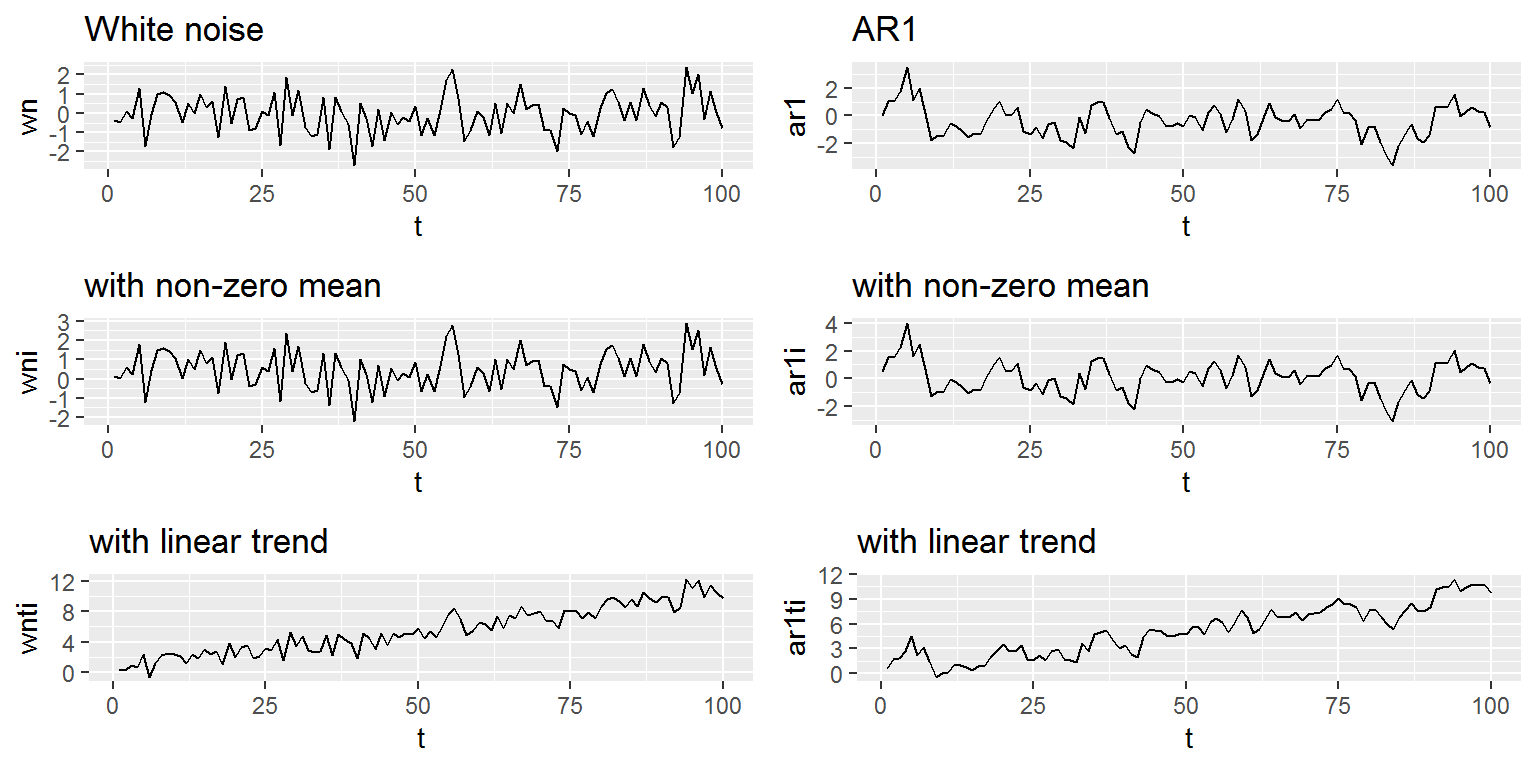 White noise
wn
2
1
0
-1
-2
0 25 50 75 100
t
AR1
ar1
2
0
-2
0 25 50 75 100
t
with non-zero mean
wni
3
2
1
0
-1
-2
0 25 50 75 100
t
with non-zero mean
ar1i
4
2
0
-2
0 25 50 75 100
t
with linear trend
wnti
12
8
4
0
0 25 50 75 100
t
with linear trend
ar1ti
12
9
6
3
0
0 25 50 75 100
t